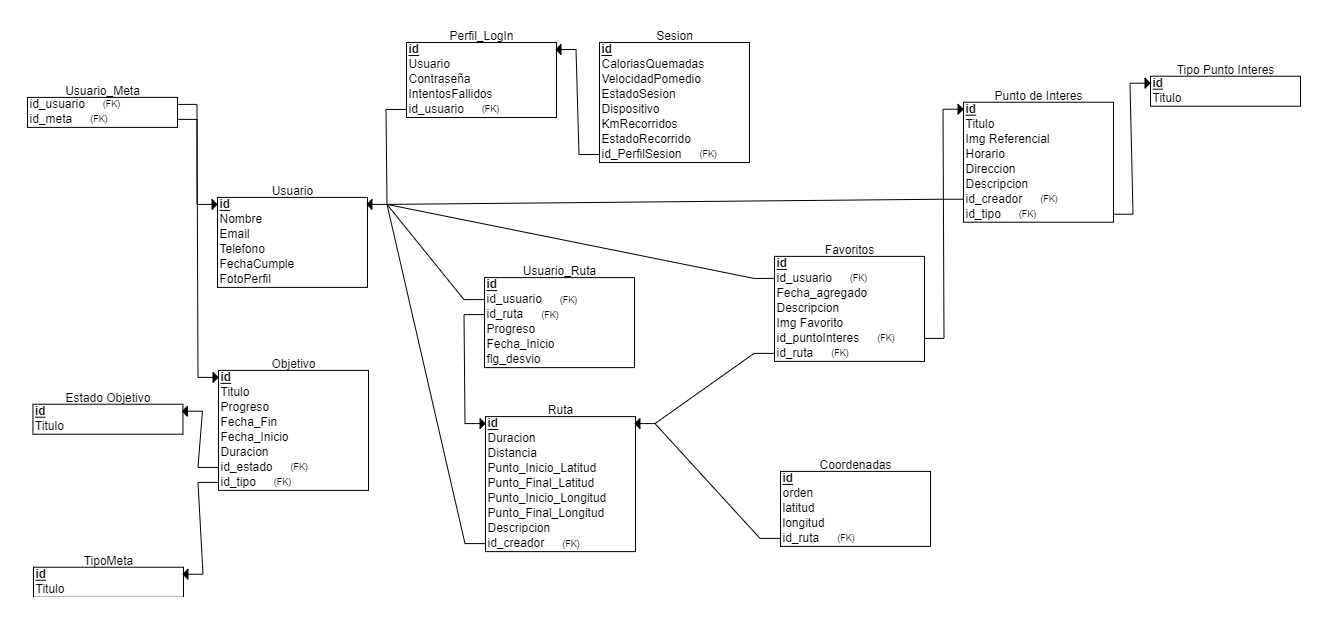 Usuario_Meta
id_usuario (FK)
id_meta (FK)
Perfil_LogIn
id
Usuario
Contraseña
IntentosFallidos
id_usuario (FK)
Sesion
id
CaloriasQuemadas
VelocidadPomedio
EstadoSesion
Dispositivo
KmRecorridos
EstadoRecorrido
id_PerfilSesion (FK)
Punto de Interes
id
Titulo
Img Referencial
Horario
Direccion
Descripcion
id_creador (FK)
id_tipo (FK)
Tipo Punto Interes
id
Titulo
Usuario
id
Nombre
Email
Telefono
FechaCumple
FotoPerfil
Usuario_Ruta
id
id_usuario (FK)
id_ruta (FK)
Progreso
Fecha_Inicio
flg_desvio
Favoritos
id
id_usuario (FK)
Fecha_agregado
Descripcion
Img Favorito
id_puntoInteres (FK)
id_ruta (FK)
Objetivo
id
Titulo
Progreso
Fecha_Fin
Fecha_Inicio
Duracion
id_estado (FK)
id_tipo (FK)
Estado Objetivo
id
Titulo
Ruta
id
Duracion
Distancia
Punto_Inicio_Latitud
Punto_Final_Latitud
Punto_Inicio_Longitud
Punto_Final_Longitud
Descripcion
id_creador (FK)
Coordenadas
id
orden
latitud
longitud
id_ruta (FK)
TipoMeta
id
Titulo